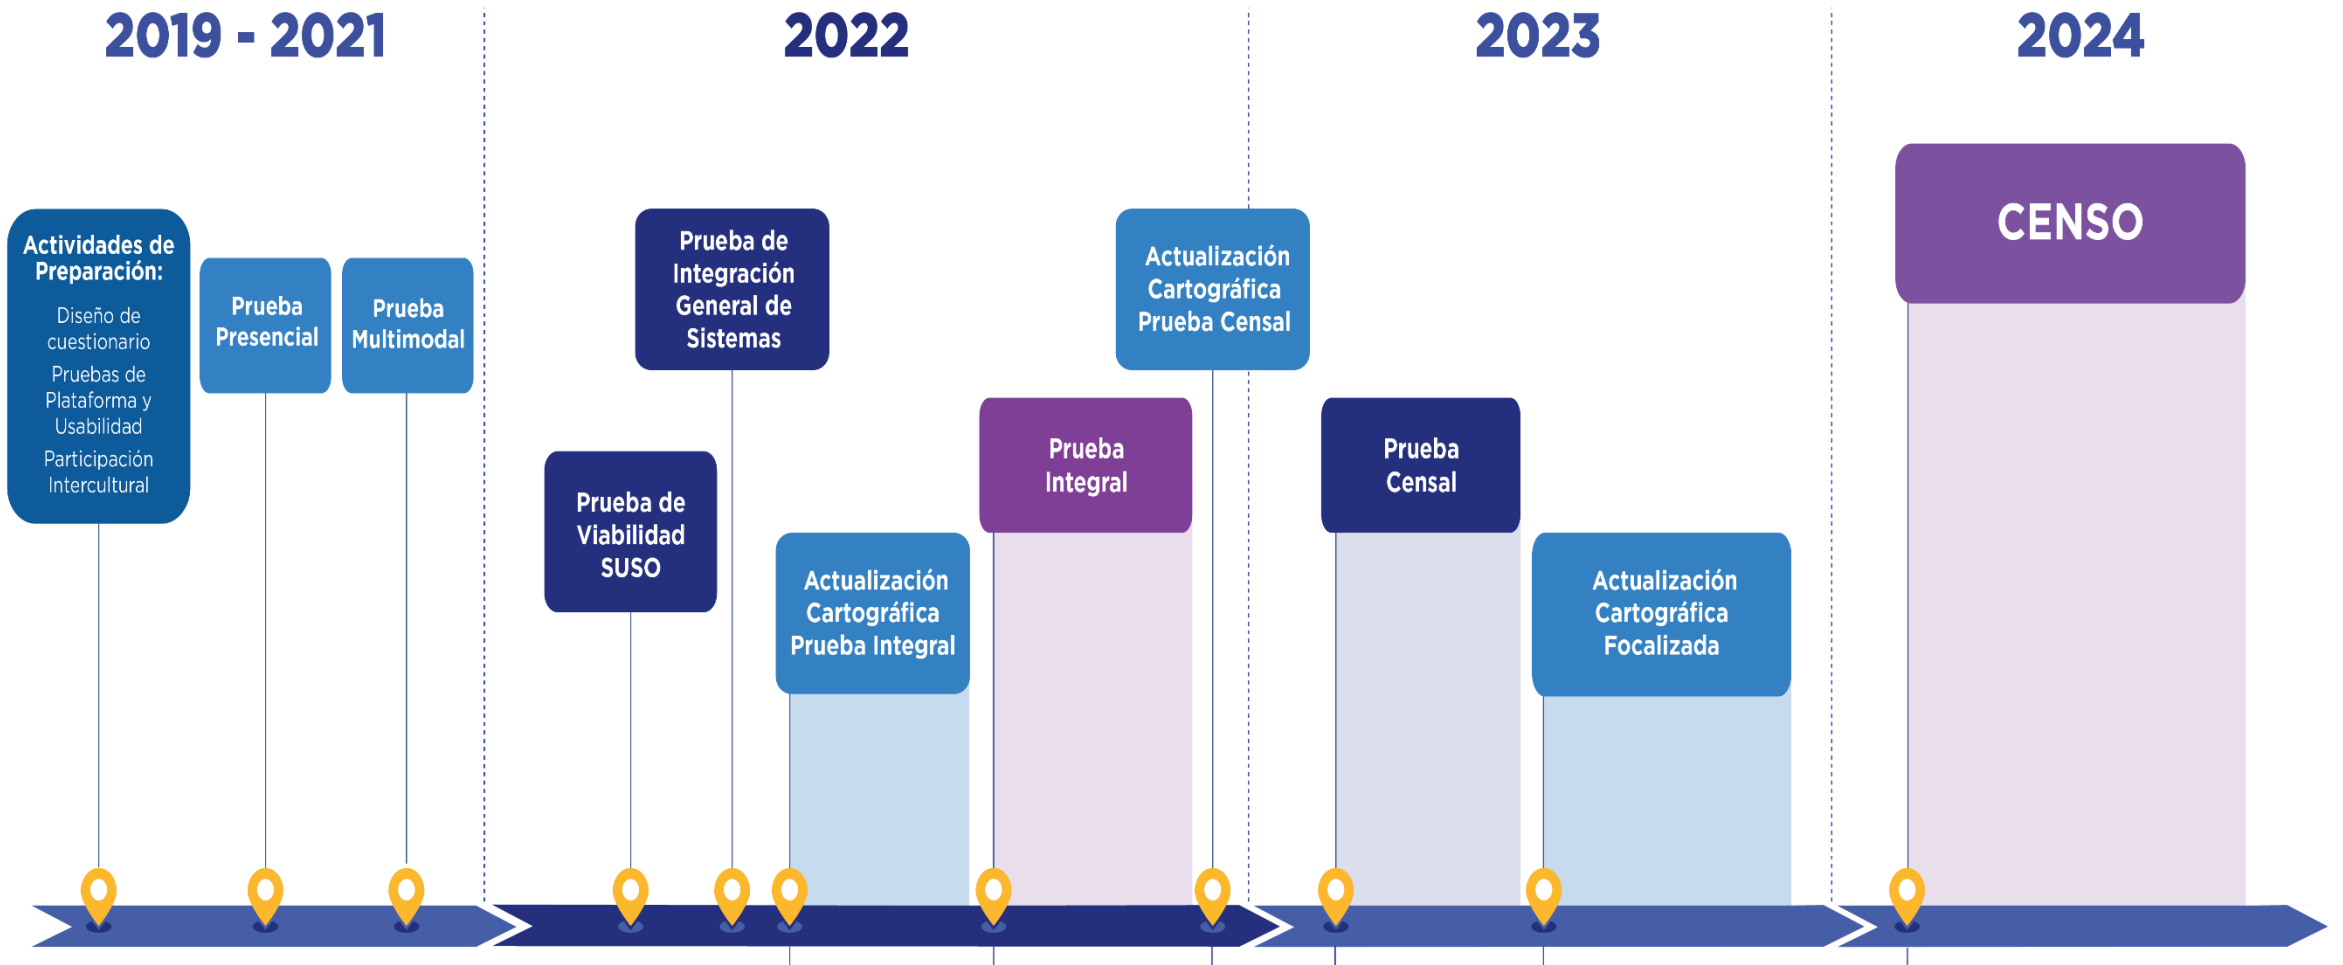 2019 - 2021
2022
2023
2024
Actividades de
Preparación:
Diseño de
cuestionario
Pruebas de
Plataforma y
Usabilidad
Participación
Intercultural
Prueba
Presencial
Prueba
Multimodal
Prueba de
Viabilidad
SUSO
Prueba de
Integración
General de
Sistemas
Actualización
Cartográfica
Prueba Integral
Prueba
Integral
Actualización
Cartográfica
Prueba Censal
Prueba
Censal
Actualización
Cartográfica
Focalizada
CENSO